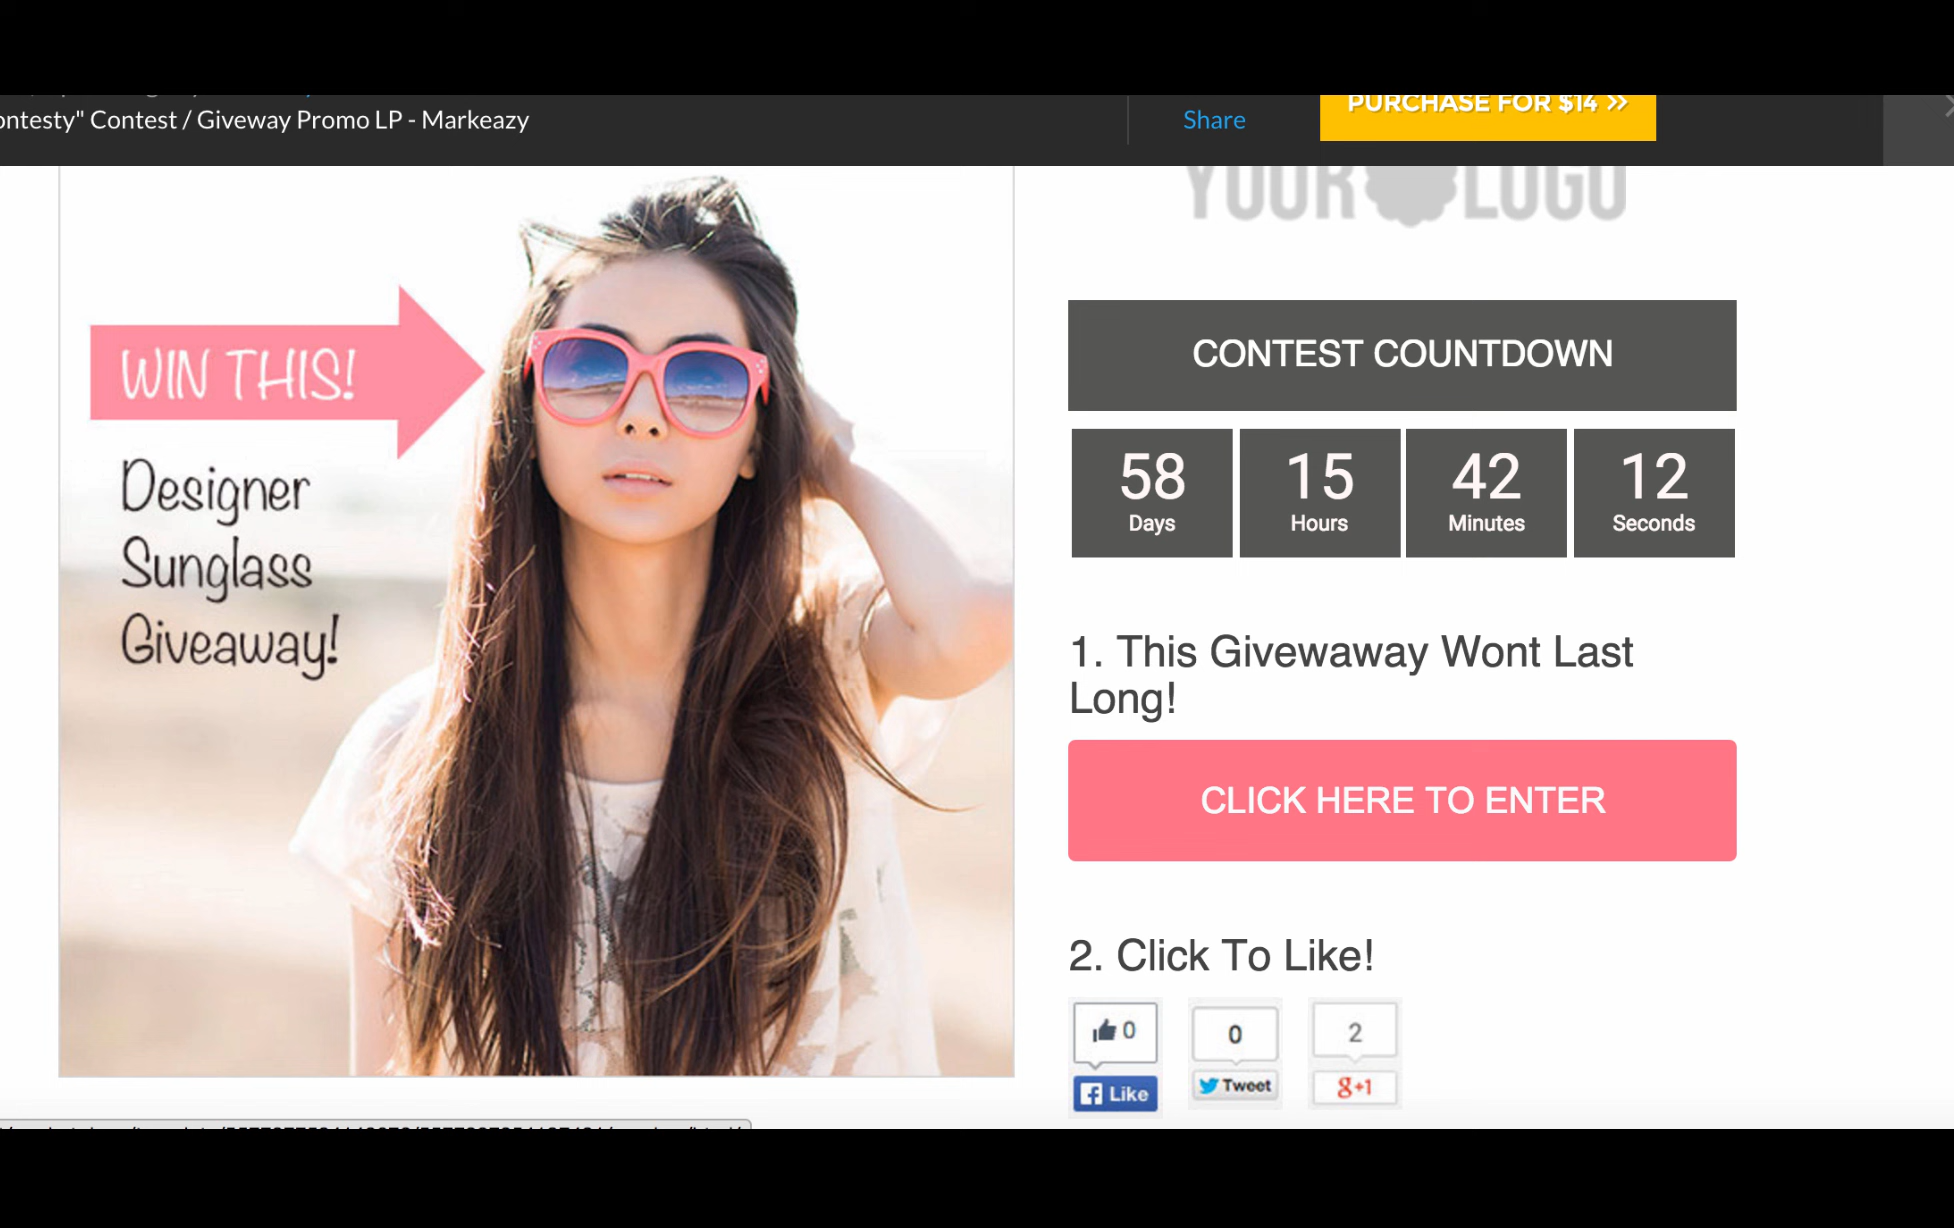 ontesty" Contest / Giveway Promo LP - Markeazy
Share
PURCHASE FOR $14 >>
YOUR LOGO
WIN THIS!
Designer
Sunglass
Giveaway!
CONTEST COUNTDOWN
58 15 42 12
Days Hours Minutes Seconds
1. This Givewaway Wont Last
Long!
CLICK HERE TO ENTER
2. Click To Like!
0 0 2
Like Tweet g+1